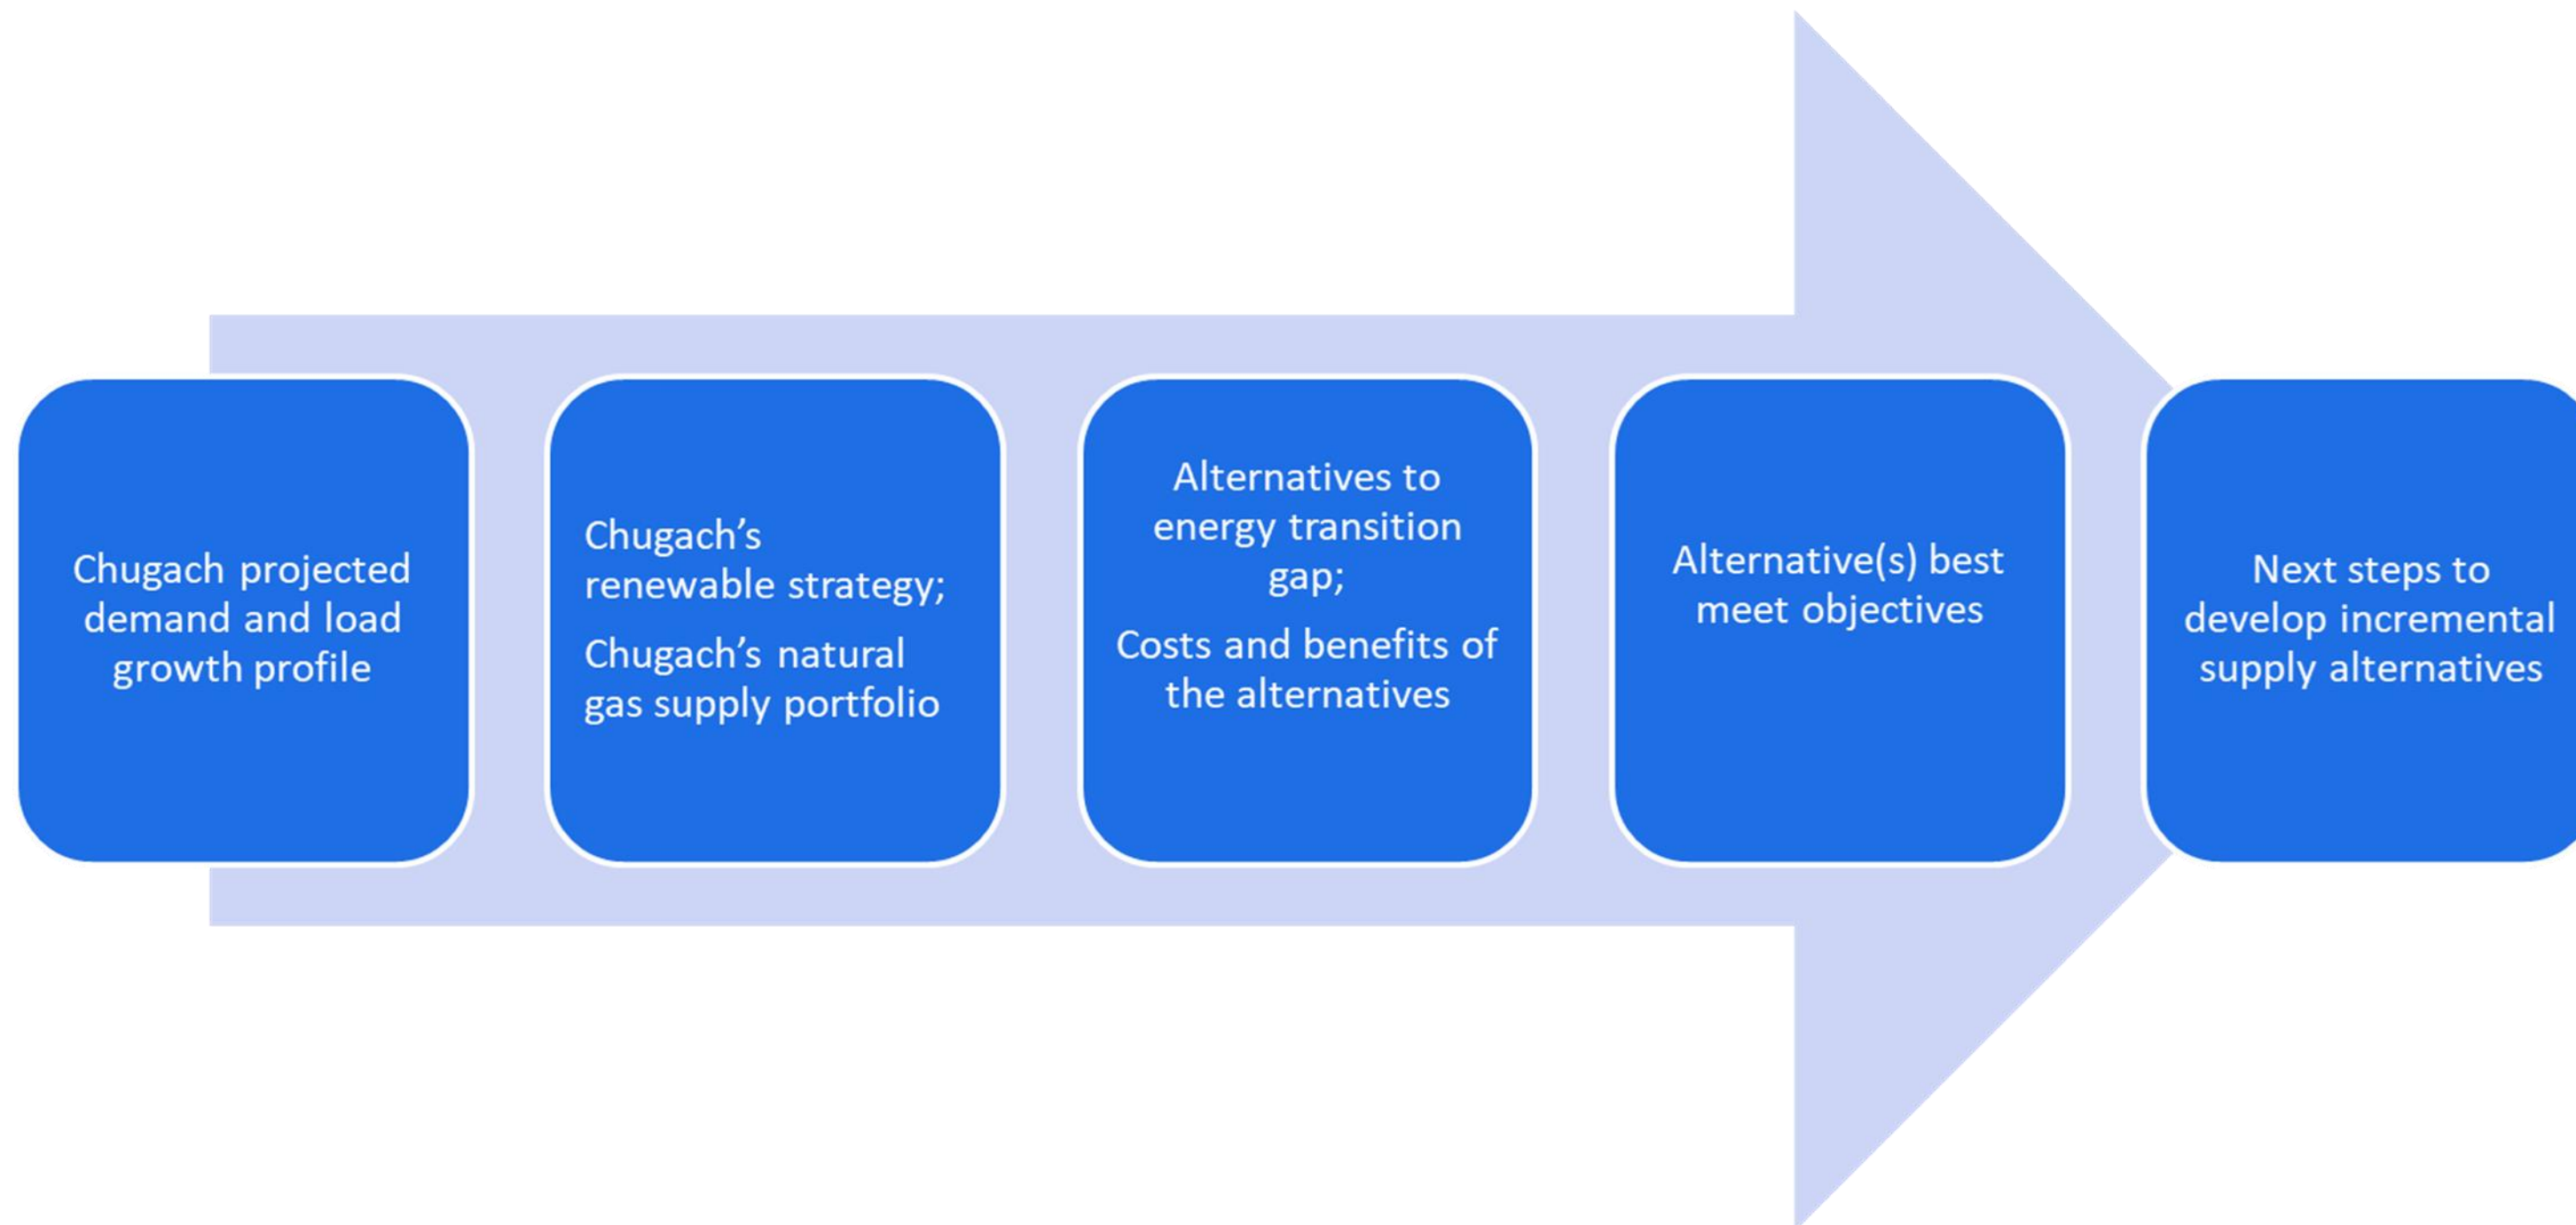 Chugach projected
demand and load
growth profile
Chugach’s
renewable strategy;
Chugach’s natural
gas supply portfolio
Alternatives to
energy transition
gap;
Costs and benefits of
the alternatives
Alternative(s) best
meet objectives
Next steps to
develop incremental
supply alternatives